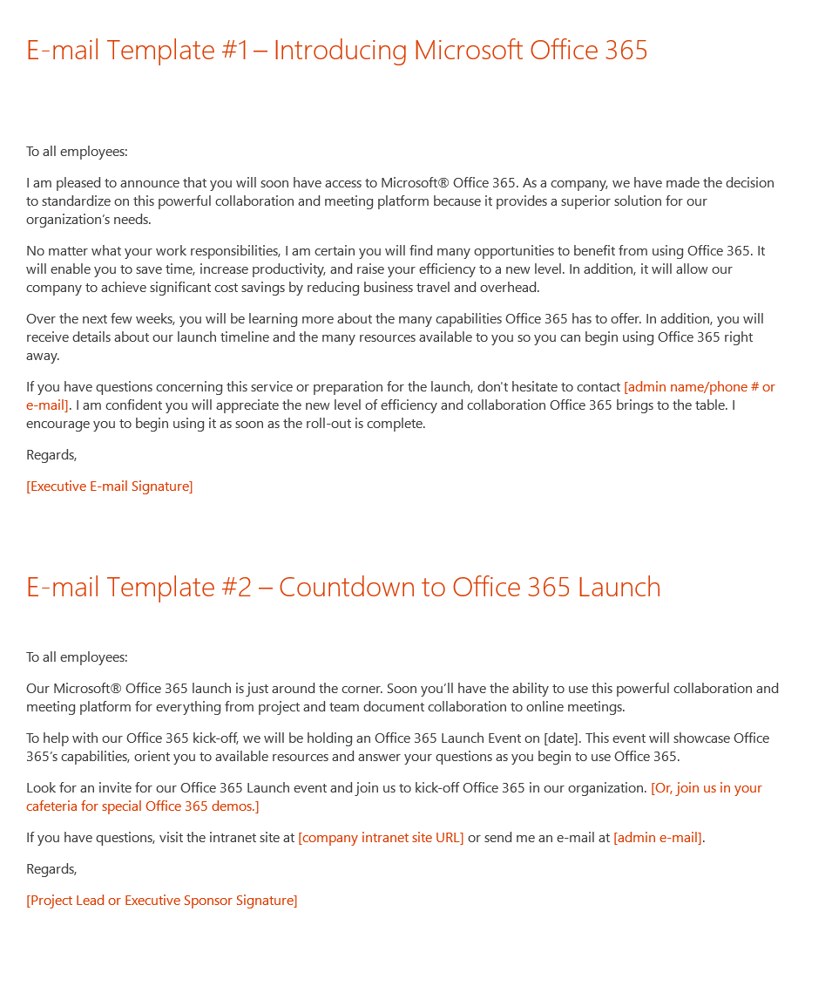 E-mail Template #1 – Introducing Microsoft Office 365
To all employees:
I am pleased to announce that you will soon have access to Microsoft® Office 365. As a company, we have made the decision
to standardize on this powerful collaboration and meeting platform because it provides a superior solution for our
organization’s needs.
No matter what your work responsibilities, I am certain you will find many opportunities to benefit from using Office 365. It
will enable you to save time, increase productivity, and raise your efficiency to a new level. In addition, it will allow our
company to achieve significant cost savings by reducing business travel and overhead.
Over the next few weeks, you will be learning more about the many capabilities Office 365 has to offer. In addition, you will
receive details about our launch timeline and the many resources available to you so you can begin using Office 365 right
away.
If you have questions concerning this service or preparation for the launch, don't hesitate to contact [admin name/phone # or
e-mail]. I am confident you will appreciate the new level of efficiency and collaboration Office 365 brings to the table. I
encourage you to begin using it as soon as the roll-out is complete.
Regards,
[Executive E-mail Signature]
E-mail Template #2 – Countdown to Office 365 Launch
To all employees:
Our Microsoft® Office 365 launch is just around the corner. Soon you’ll have the ability to use this powerful collaboration and
meeting platform for everything from project and team document collaboration to online meetings.
To help with our Office 365 kick-off, we will be holding an Office 365 Launch Event on [date]. This event will showcase Office
365’s capabilities, orient you to available resources and answer your questions as you begin to use Office 365.
Look for an invite for our Office 365 Launch event and join us to kick-off Office 365 in our organization. [Or, join us in your
cafeteria for special Office 365 demos.]
If you have questions, visit the intranet site at [company intranet site URL] or send me an e-mail at [admin e-mail].
Regards,
[Project Lead or Executive Sponsor Signature]